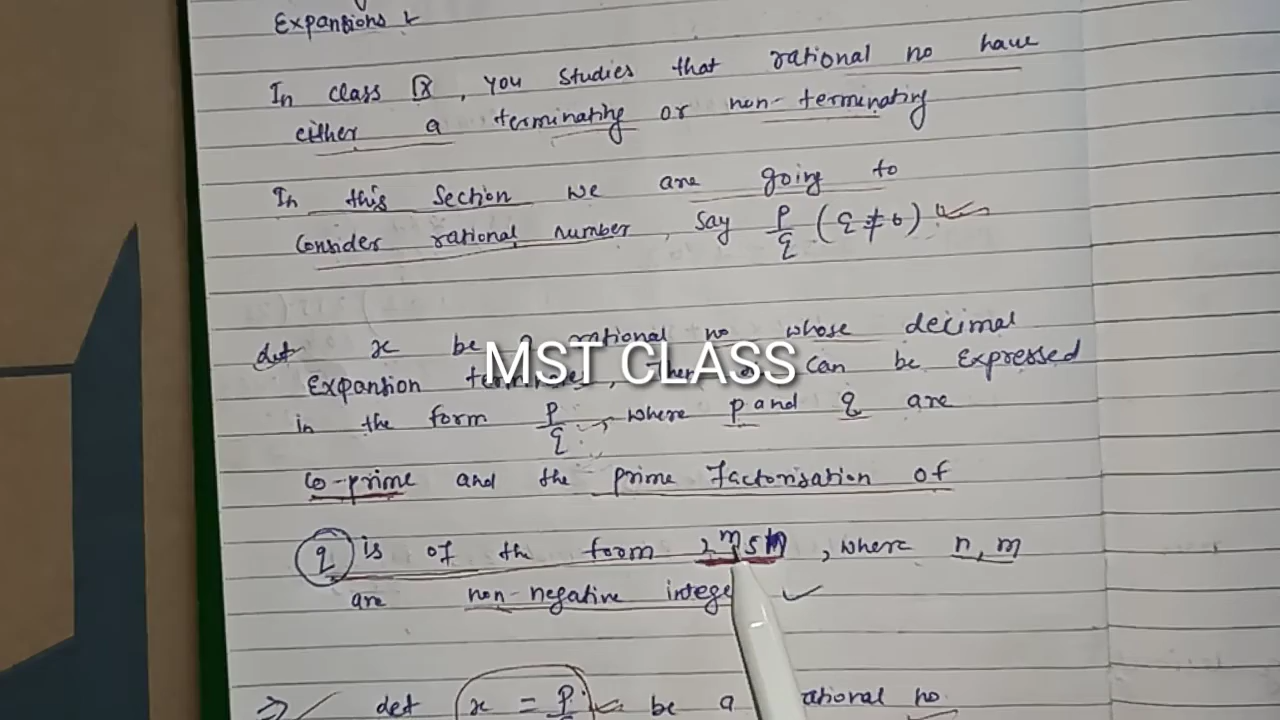 Expansions
In class IX, you studies that rational no have
either a terminating or non-terminating
In this section we are going to
Consider rational number, say p/q (q ≠ 0)
let x be a rational no whose decimal
MST CLASS
Expantion can be Expressed
in the form p/q, where p and q are
co-prime and the prime factorisation of
q is of the form 2^m 5^n, where n, m
are non-negative intege
⇒ let x = p/ be a rational no